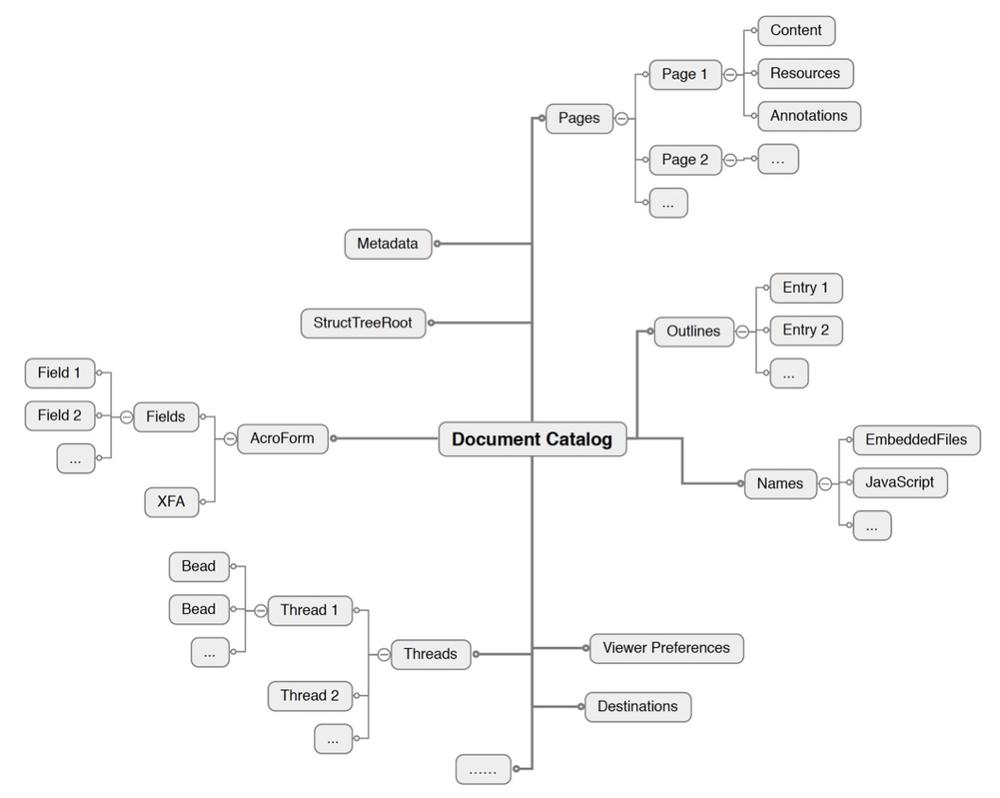 Content
Page 1
Resources
Annotations
Pages
Page 2
...
...
Metadata
StructTreeRoot
Entry 1
Outlines
Entry 2
...
Field 1
Field 2
Fields
...
AcroForm
XFA
Document Catalog
EmbeddedFiles
Names
JavaScript
...
Bead
Bead
Thread 1
...
Threads
Thread 2
...
Viewer Preferences
Destinations
......